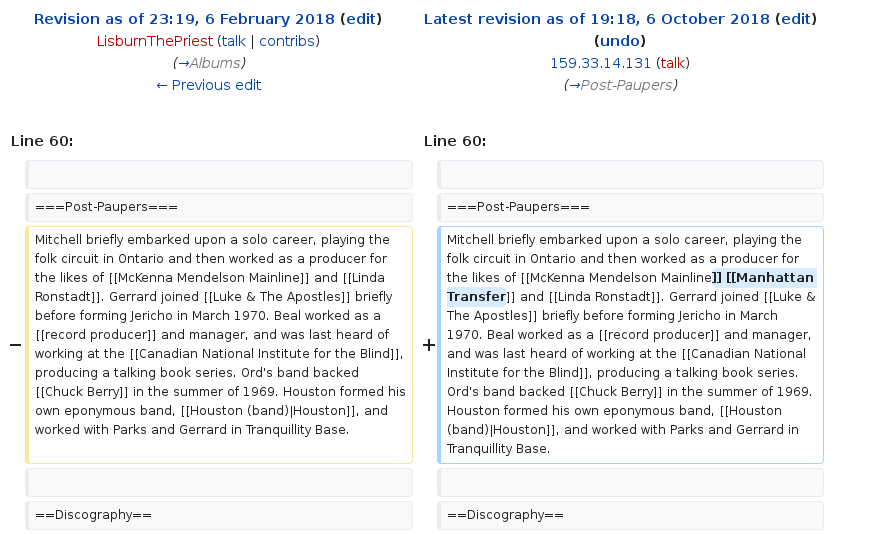 Revision as of 23:19, 6 February 2018 (edit)
LisburnThePriest (talk | contribs)
(→Albums)
← Previous edit
Latest revision as of 19:18, 6 October 2018 (edit)
(undo)
159.33.14.131 (talk)
(→Post-Paupers)
Line 60:
Line 60:
===Post-Paupers===
===Post-Paupers===
−
Mitchell briefly embarked upon a solo career, playing the
folk circuit in Ontario and then worked as a producer for
the likes of [[McKenna Mendelson Mainline]] and [[Linda
Ronstadt]]. Gerrard joined [[Luke & The Apostles]] briefly
before forming Jericho in March 1970. Beal worked as a
[[record producer]] and manager, and was last heard of
working at the [[Canadian National Institute for the Blind]],
producing a talking book series. Ord's band backed
[[Chuck Berry]] in the summer of 1969. Houston formed his
own eponymous band, [[Houston (band)|Houston]], and
worked with Parks and Gerrard in Tranquillity Base.
+
Mitchell briefly embarked upon a solo career, playing the
folk circuit in Ontario and then worked as a producer for
the likes of [[McKenna Mendelson Mainline]] [[Manhattan
Transfer]] and [[Linda Ronstadt]]. Gerrard joined [[Luke &
The Apostles]] briefly before forming Jericho in March
1970. Beal worked as a [[record producer]] and manager,
and was last heard of working at the [[Canadian National
Institute for the Blind]], producing a talking book series.
Ord's band backed [[Chuck Berry]] in the summer of 1969.
Houston formed his own eponymous band, [[Houston
(band)|Houston]], and worked with Parks and Gerrard in
Tranquillity Base.
==Discography==
==Discography==